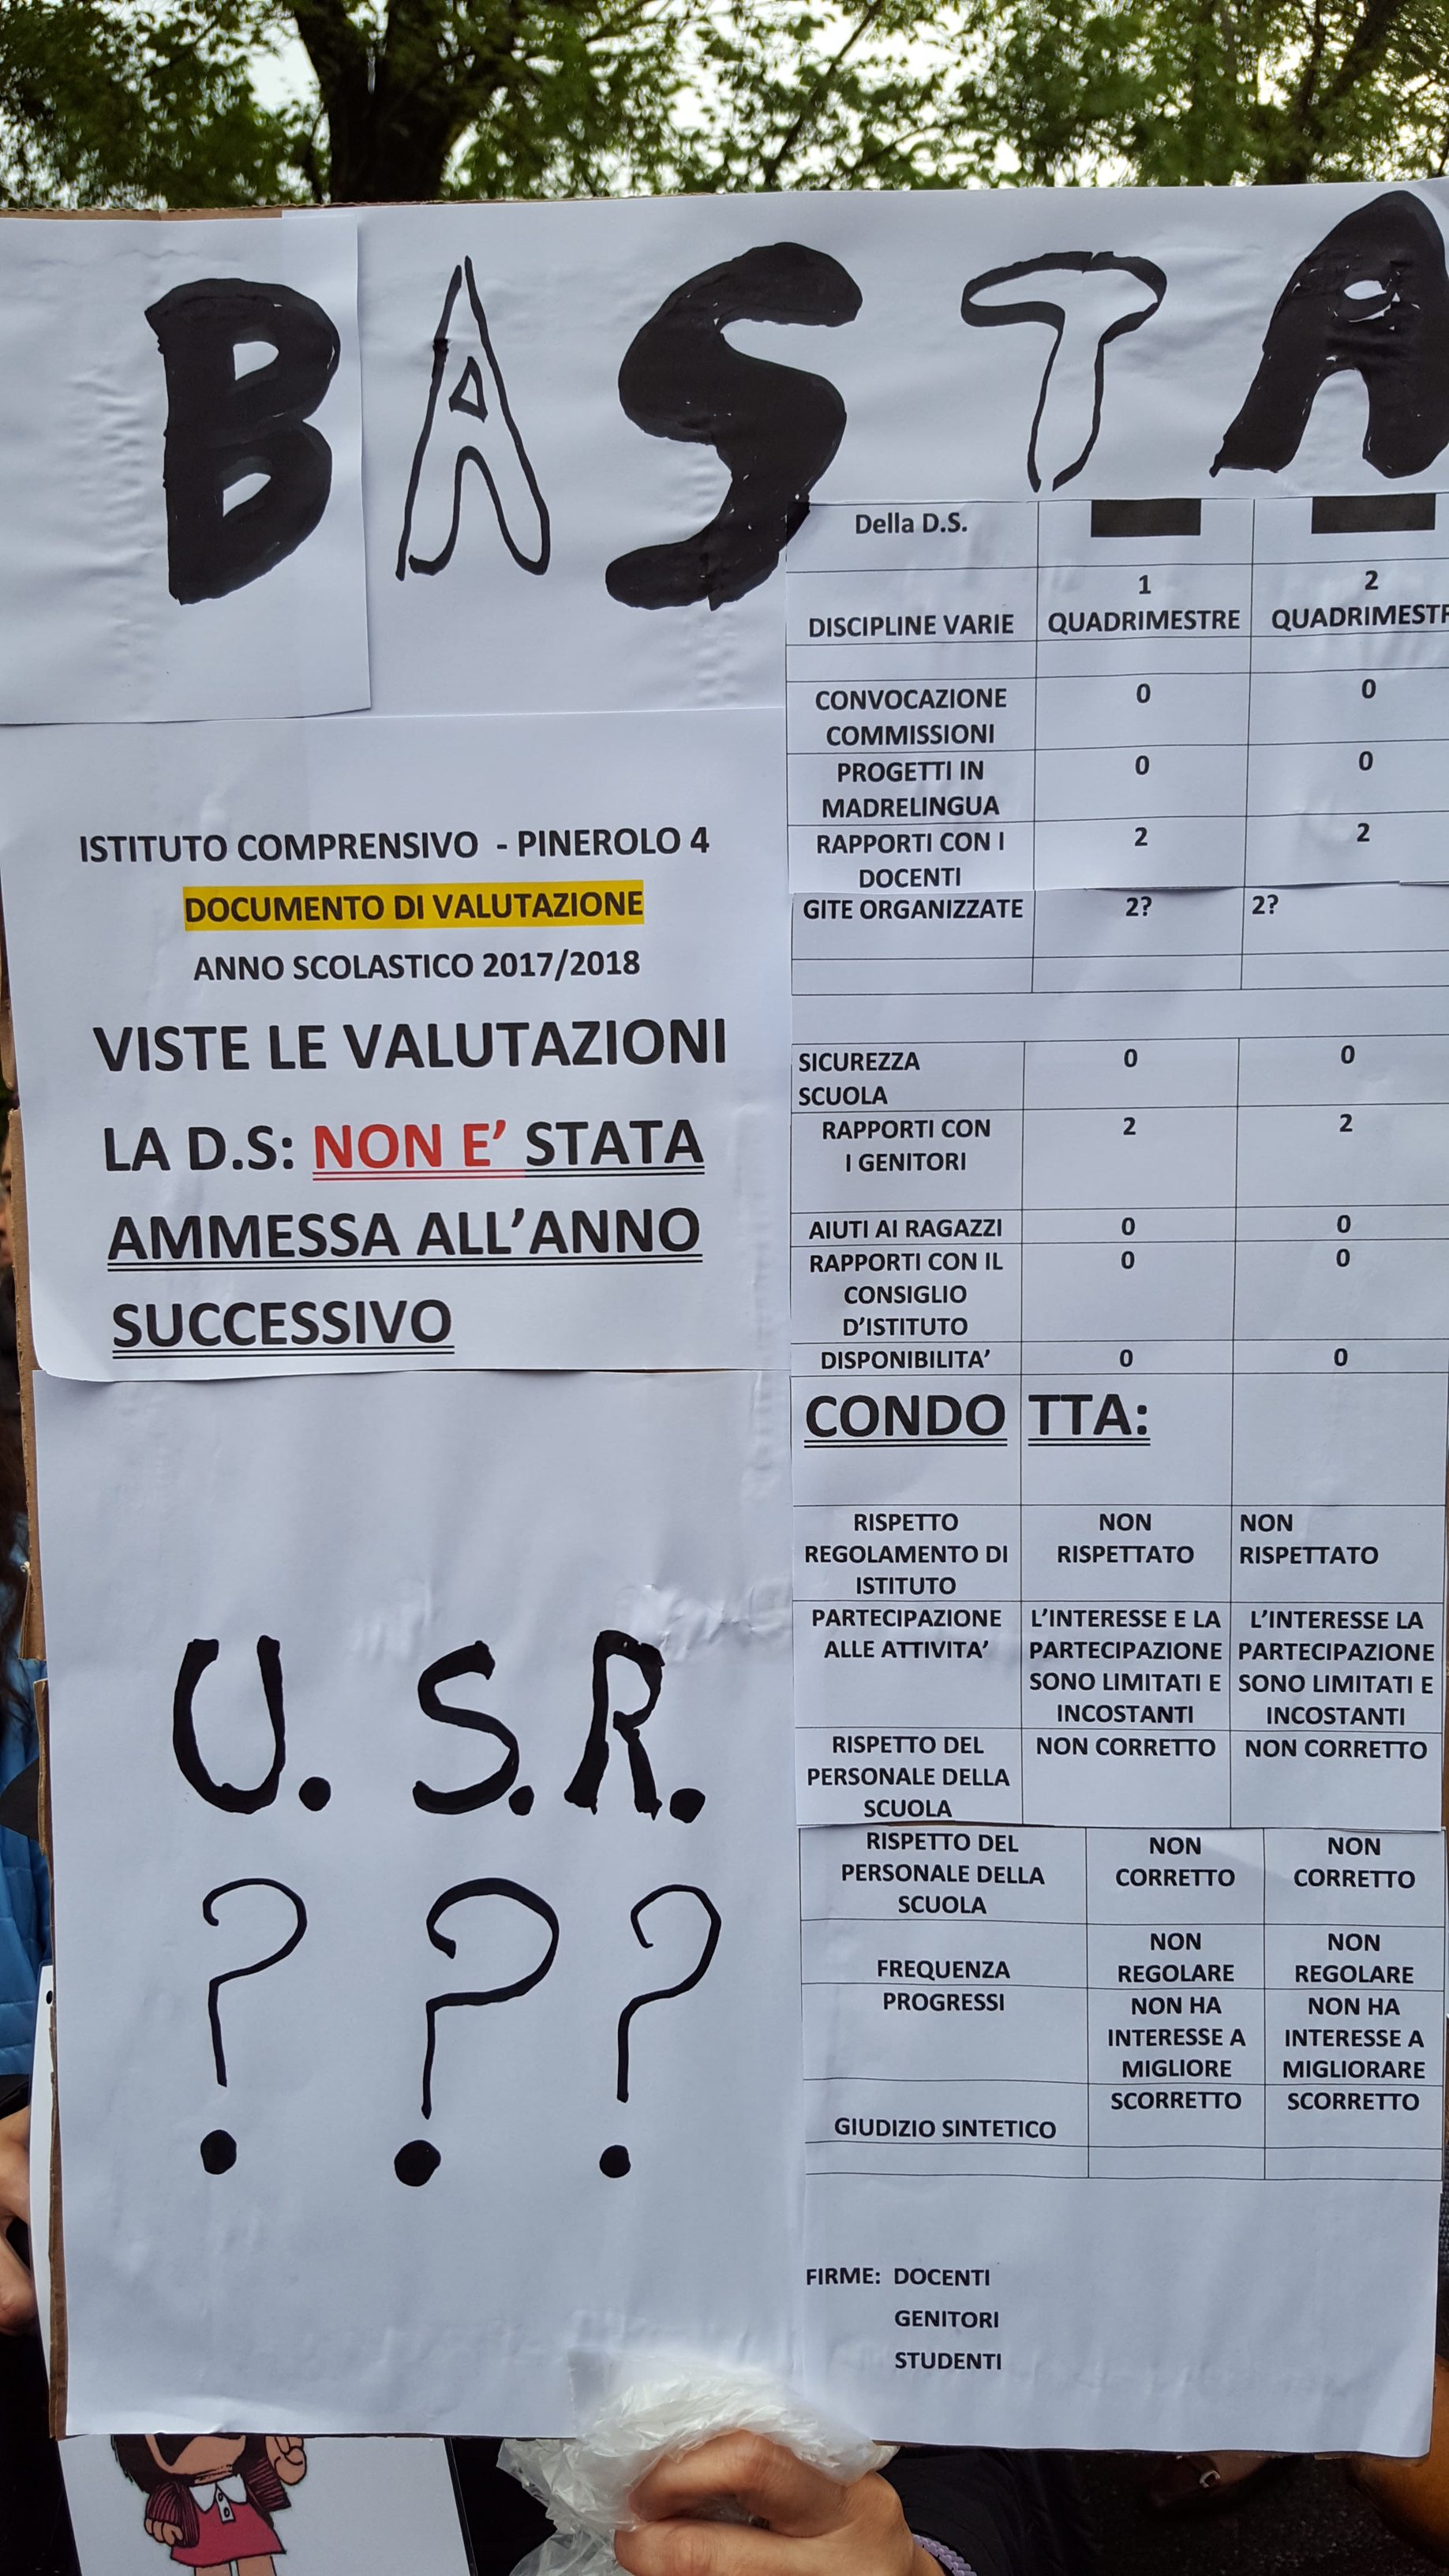 BASTA
ISTITUTO COMPRENSIVO - PINEROLO 4
DOCUMENTO DI VALUTAZIONE
ANNO SCOLASTICO 2017/2018
VISTE LE VALUTAZIONI
LA D.S: NON E' STATA
AMMESSA ALL'ANNO
SUCCESSIVO
U. S.R.
? ? ?
Della D.S.
1 2
DISCIPLINE VARIE QUADRIMESTRE QUADRIMESTR
CONVOCAZIONE 0 0
COMMISSIONI
PROGETTI IN 0 0
MADRELINGUA
RAPPORTI CON I 2 2
DOCENTI
GITE ORGANIZZATE 2? 2?
SICUREZZA 0 0
SCUOLA
RAPPORTI CON 2 2
I GENITORI
AIUTI AI RAGAZZI 0 0
RAPPORTI CON IL 0 0
CONSIGLIO
D'ISTITUTO
DISPONIBILITA' 0 0
CONDO TTA:
RISPETTO NON NON
REGOLAMENTO DI RISPETTATO RISPETTATO
ISTITUTO
PARTECIPAZIONE L'INTERESSE E LA L'INTERESSE LA
ALLE ATTIVITA' PARTECIPAZIONE PARTECIPAZIONE
SONO LIMITATI E SONO LIMITATI E
INCOSTANTI INCOSTANTI
RISPETTO DEL NON CORRETTO NON CORRETTO
PERSONALE DELLA
SCUOLA
RISPETTO DEL NON NON
PERSONALE DELLA CORRETTO CORRETTO
SCUOLA
NON NON
FREQUENZA REGOLARE REGOLARE
PROGRESSI NON HA NON HA
INTERESSE A INTERESSE A
MIGLIORE MIGLIORARE
SCORRETTO SCORRETTO
GIUDIZIO SINTETICO
FIRME: DOCENTI
GENITORI
STUDENTI